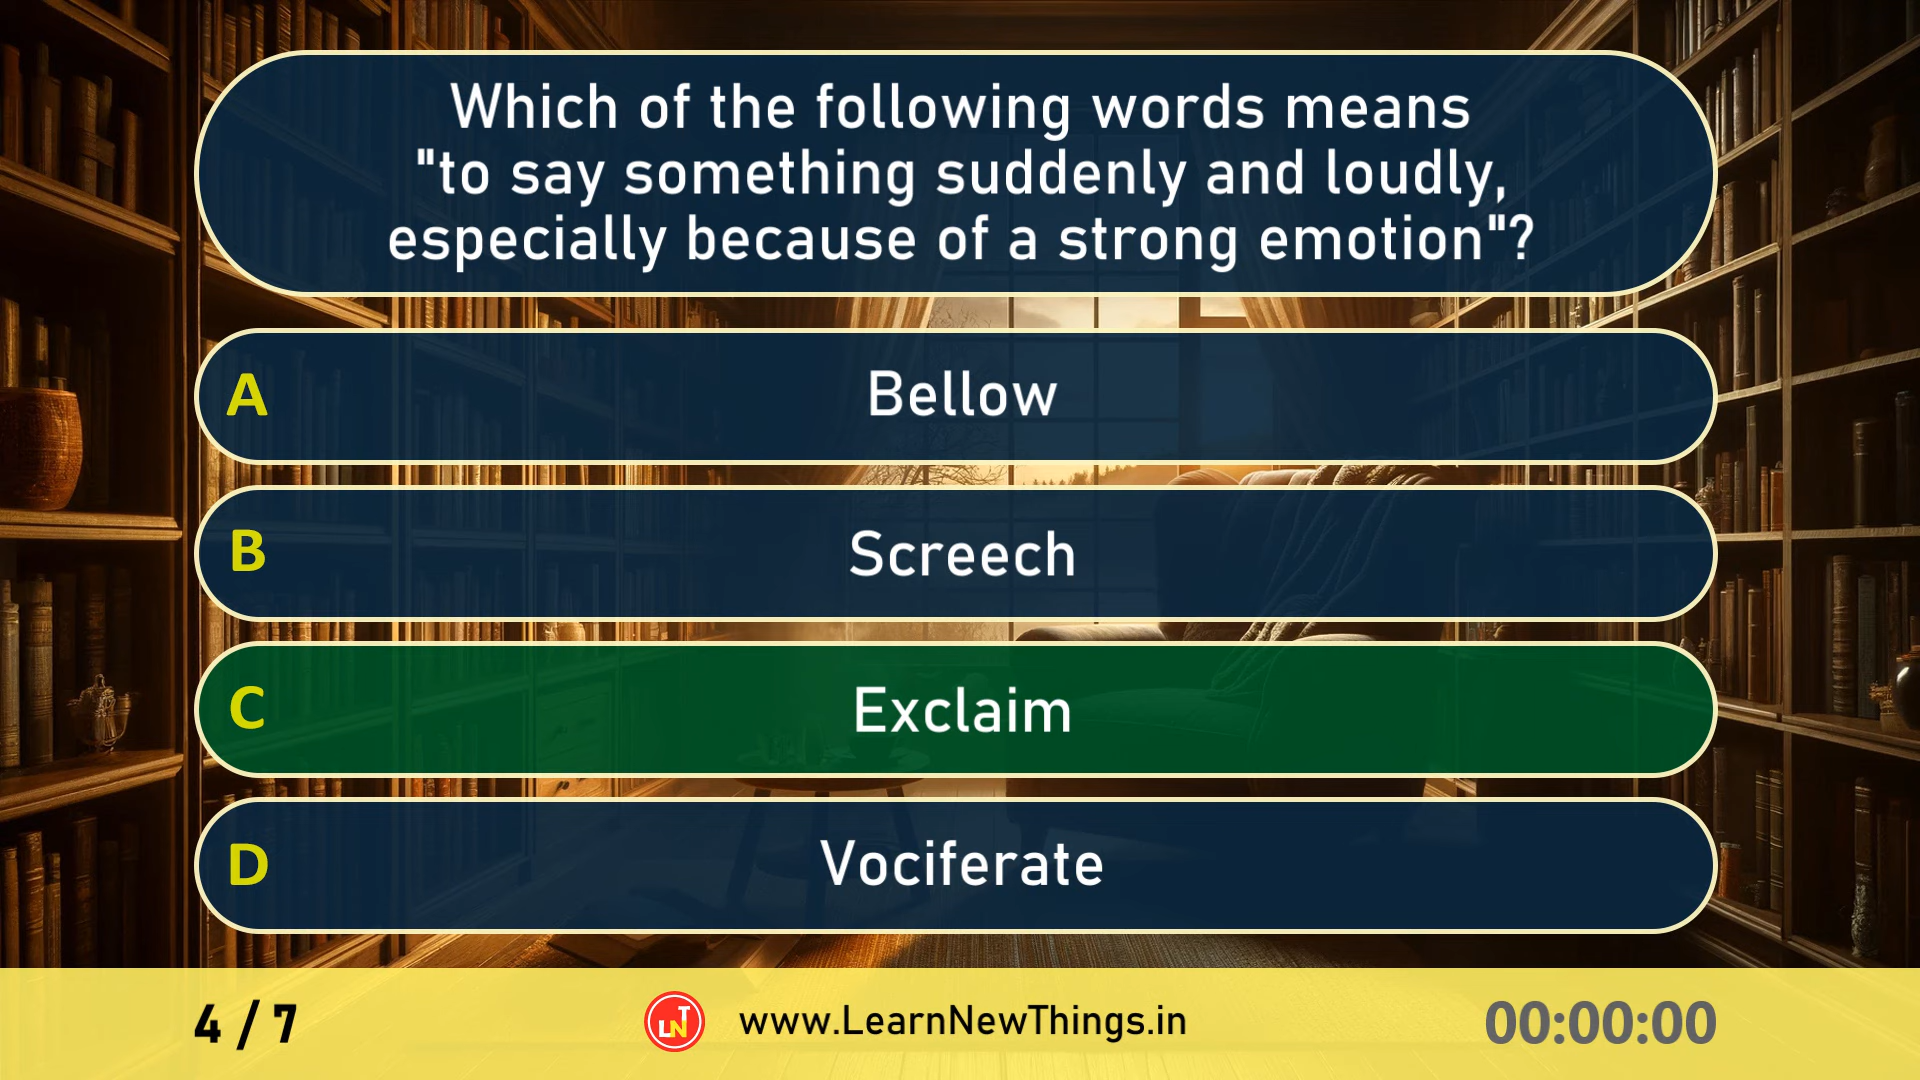 Which of the following words means
"to say something suddenly and loudly,
especially because of a strong emotion"?
A
Bellow
B
Screech
C
Exclaim
D
Vociferate
4 / 7
LNT
www.LearnNewThings.in
00:00:00